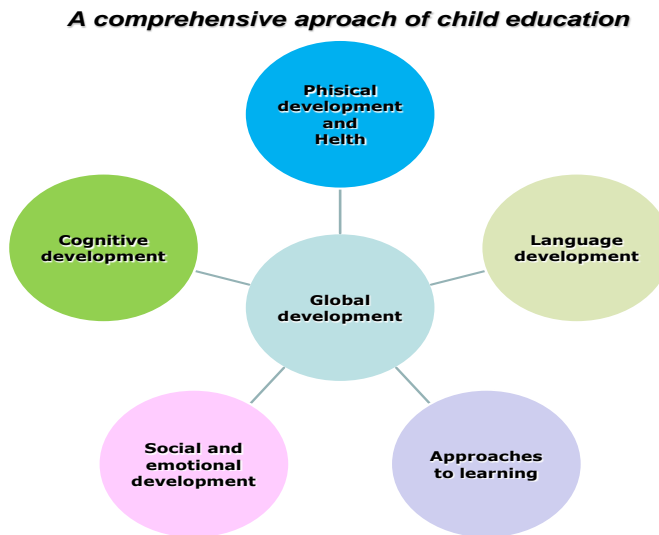 A comprehensive aproach of child education
Phisical
development
and
Helth
Cognitive
development
Language
development
Global
development
Social and
emotional
development
Approaches
to learning